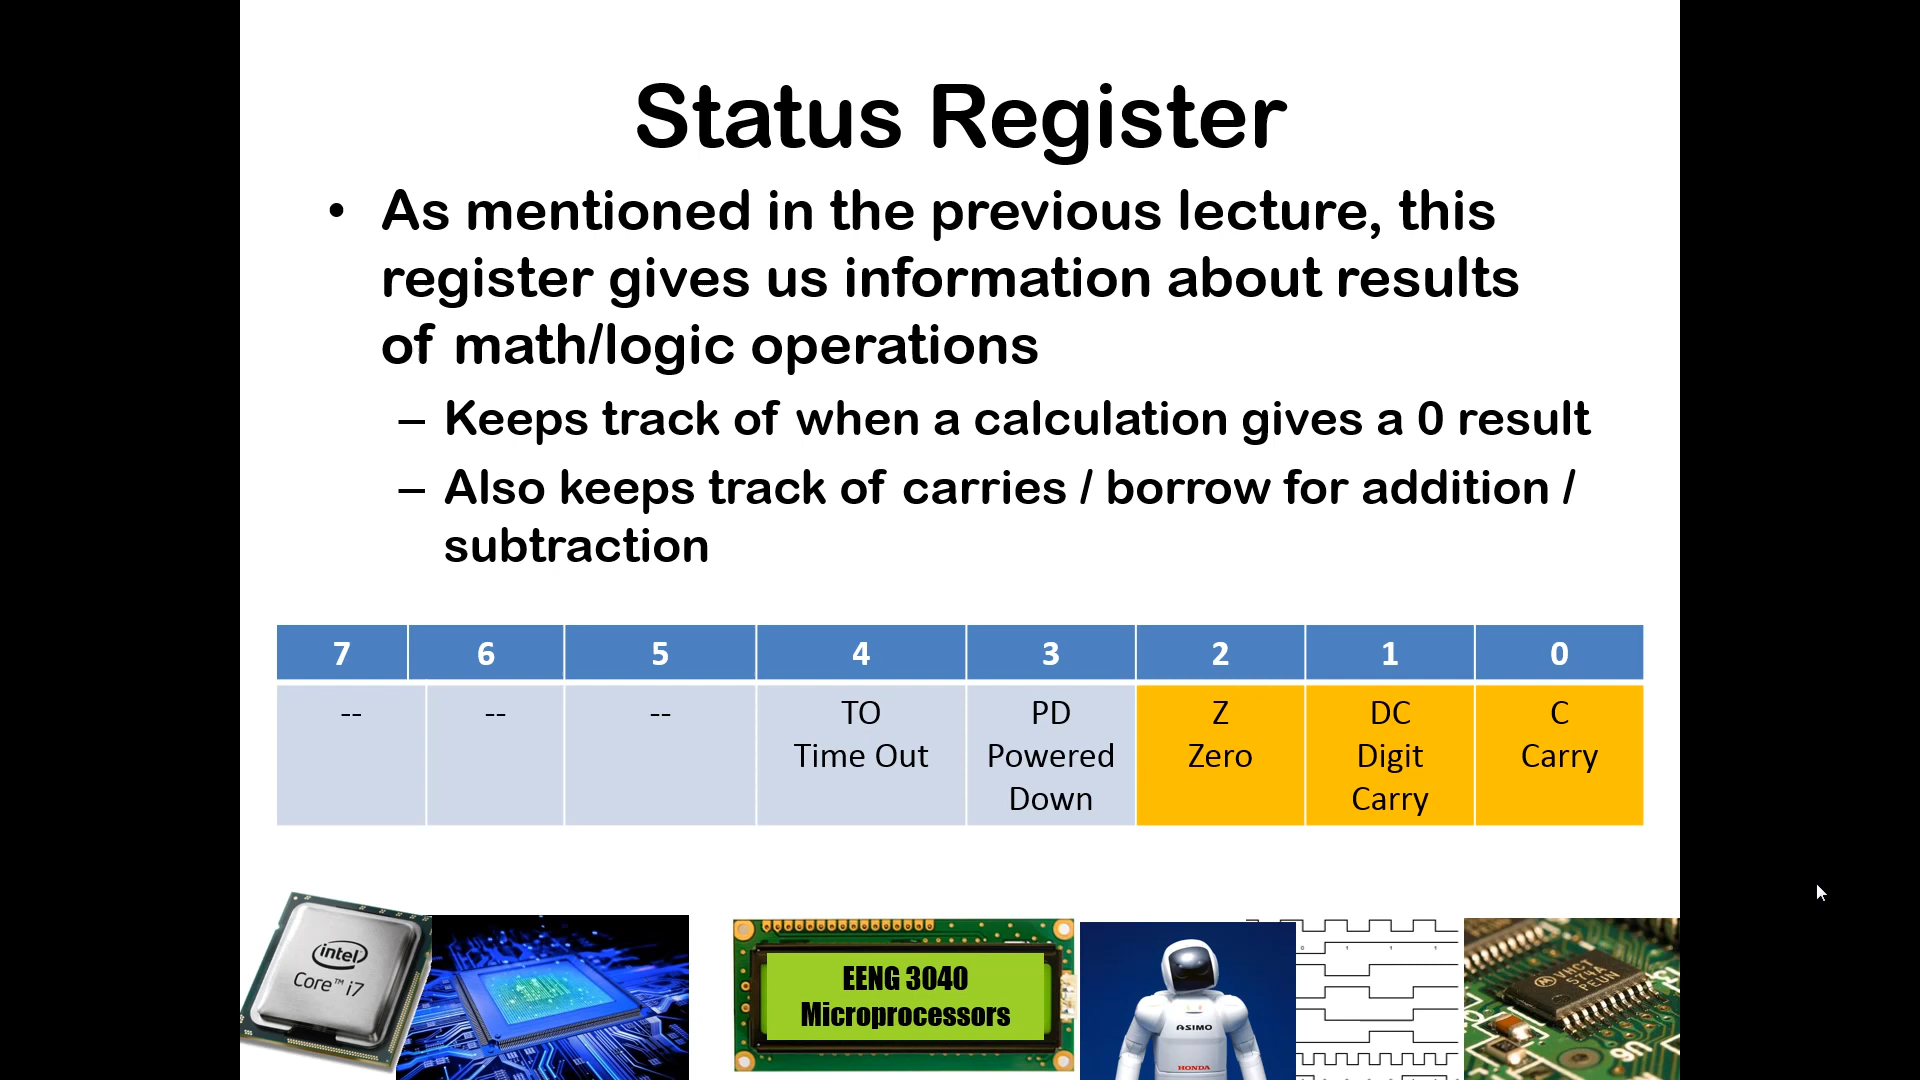 Status Register
• As mentioned in the previous lecture, this
register gives us information about results
of math/logic operations
– Keeps track of when a calculation gives a 0 result
– Also keeps track of carries / borrow for addition /
subtraction
7 6 5 4 3 2 1 0
-- -- -- TO PD Z DC C
Time Out Powered Zero Digit Carry
Down Carry
intel
Core™ i7
EENG 3040
Microprocessors
ASIMO
HONDA
VHCT
574A